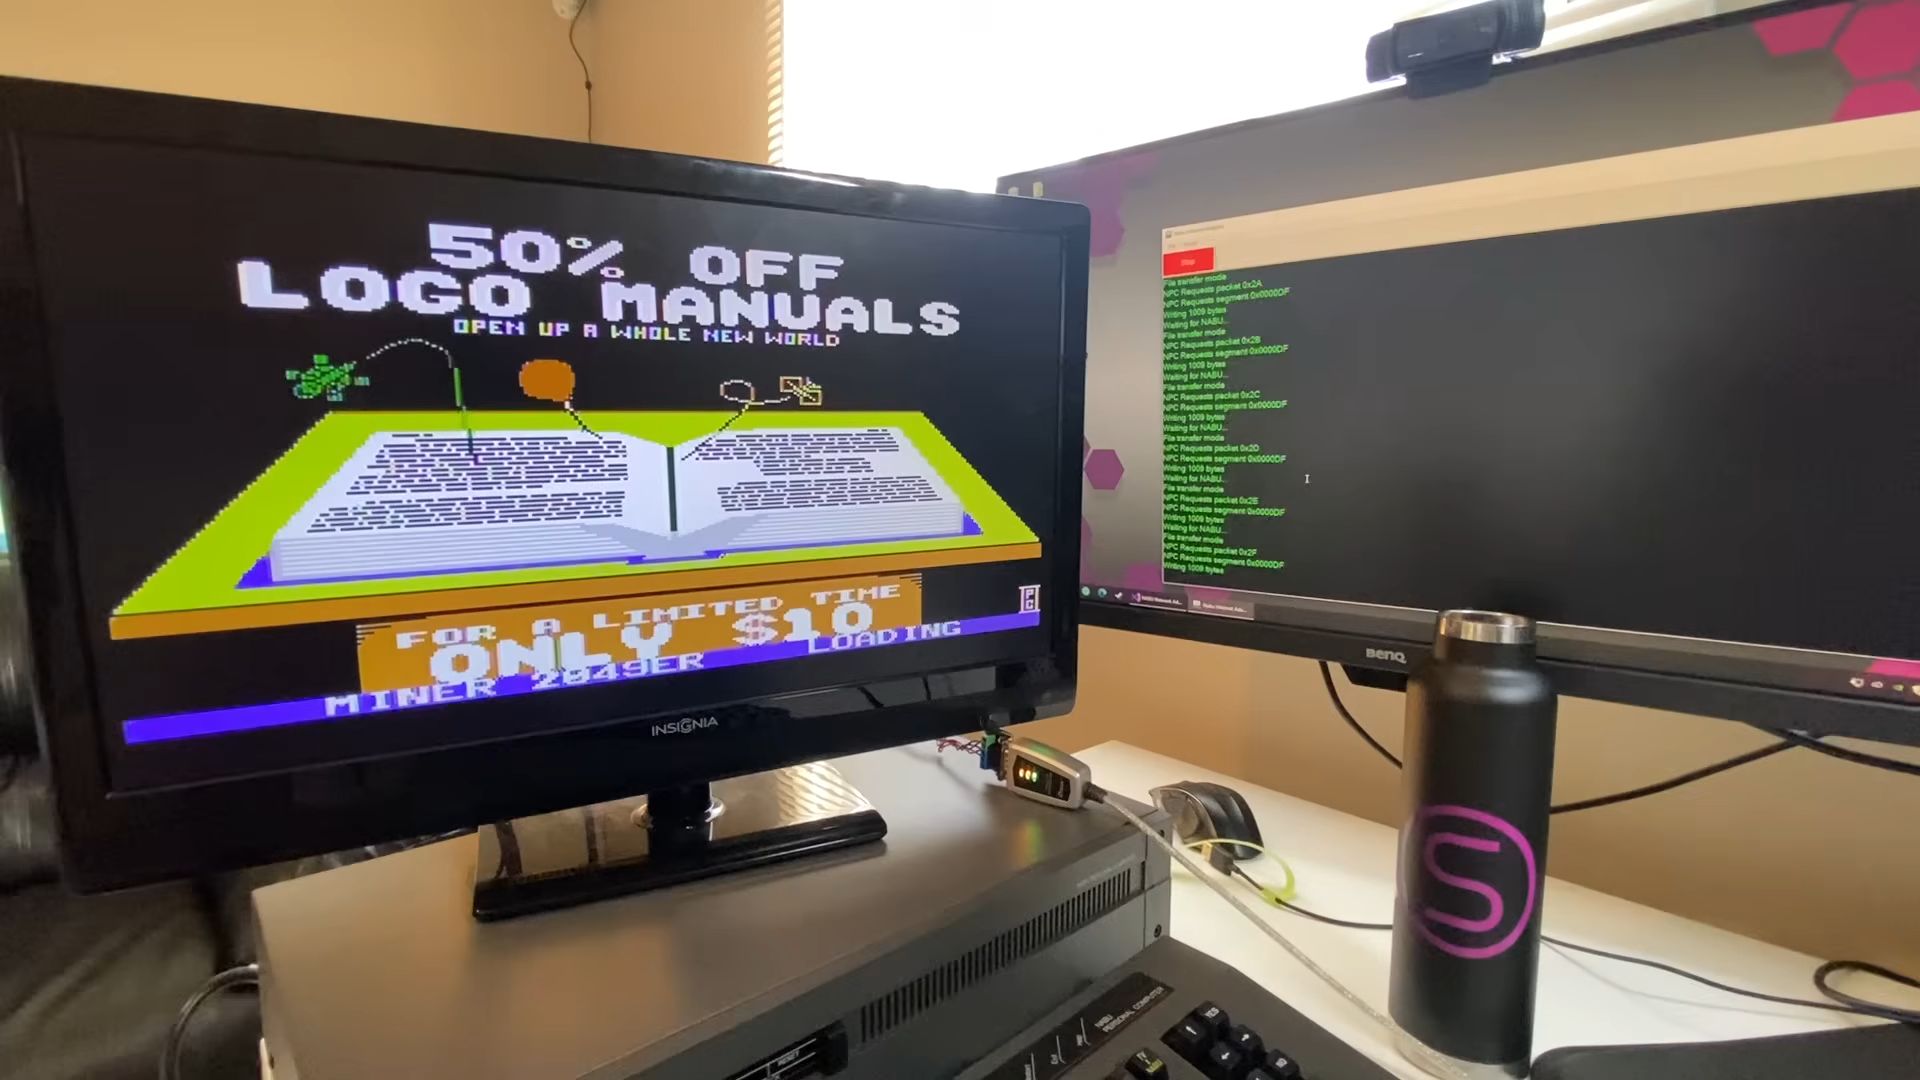 50% OFF
LOGO MANUALS
OPEN UP A WHOLE NEW WORLD
FOR A LIMITED TIME
ONLY $10
MINER 2049ER LOADING
PC
INSIGNIA
Stop
File transfer mode
NPC Requests packet 0x2A
NPC Requests segment 0x0000DF
Writing 1009 bytes
Waiting for NABU...
File transfer mode
NPC Requests packet 0x2B
NPC Requests segment 0x0000DF
Writing 1009 bytes
Waiting for NABU...
File transfer mode
NPC Requests packet 0x2C
NPC Requests segment 0x0000DF
Writing 1009 bytes
Waiting for NABU...
File transfer mode
NPC Requests packet 0x2D
NPC Requests segment 0x0000DF
Writing 1009 bytes
Waiting for NABU...
File transfer mode
NPC Requests packet 0x2E
NPC Requests segment 0x0000DF
Writing 1009 bytes
Waiting for NABU...
File transfer mode
NPC Requests packet 0x2F
NPC Requests segment 0x0000DF
Writing 1009 bytes
BenQ
S
RESET
NABU
PERSONAL COMPUTER
YES